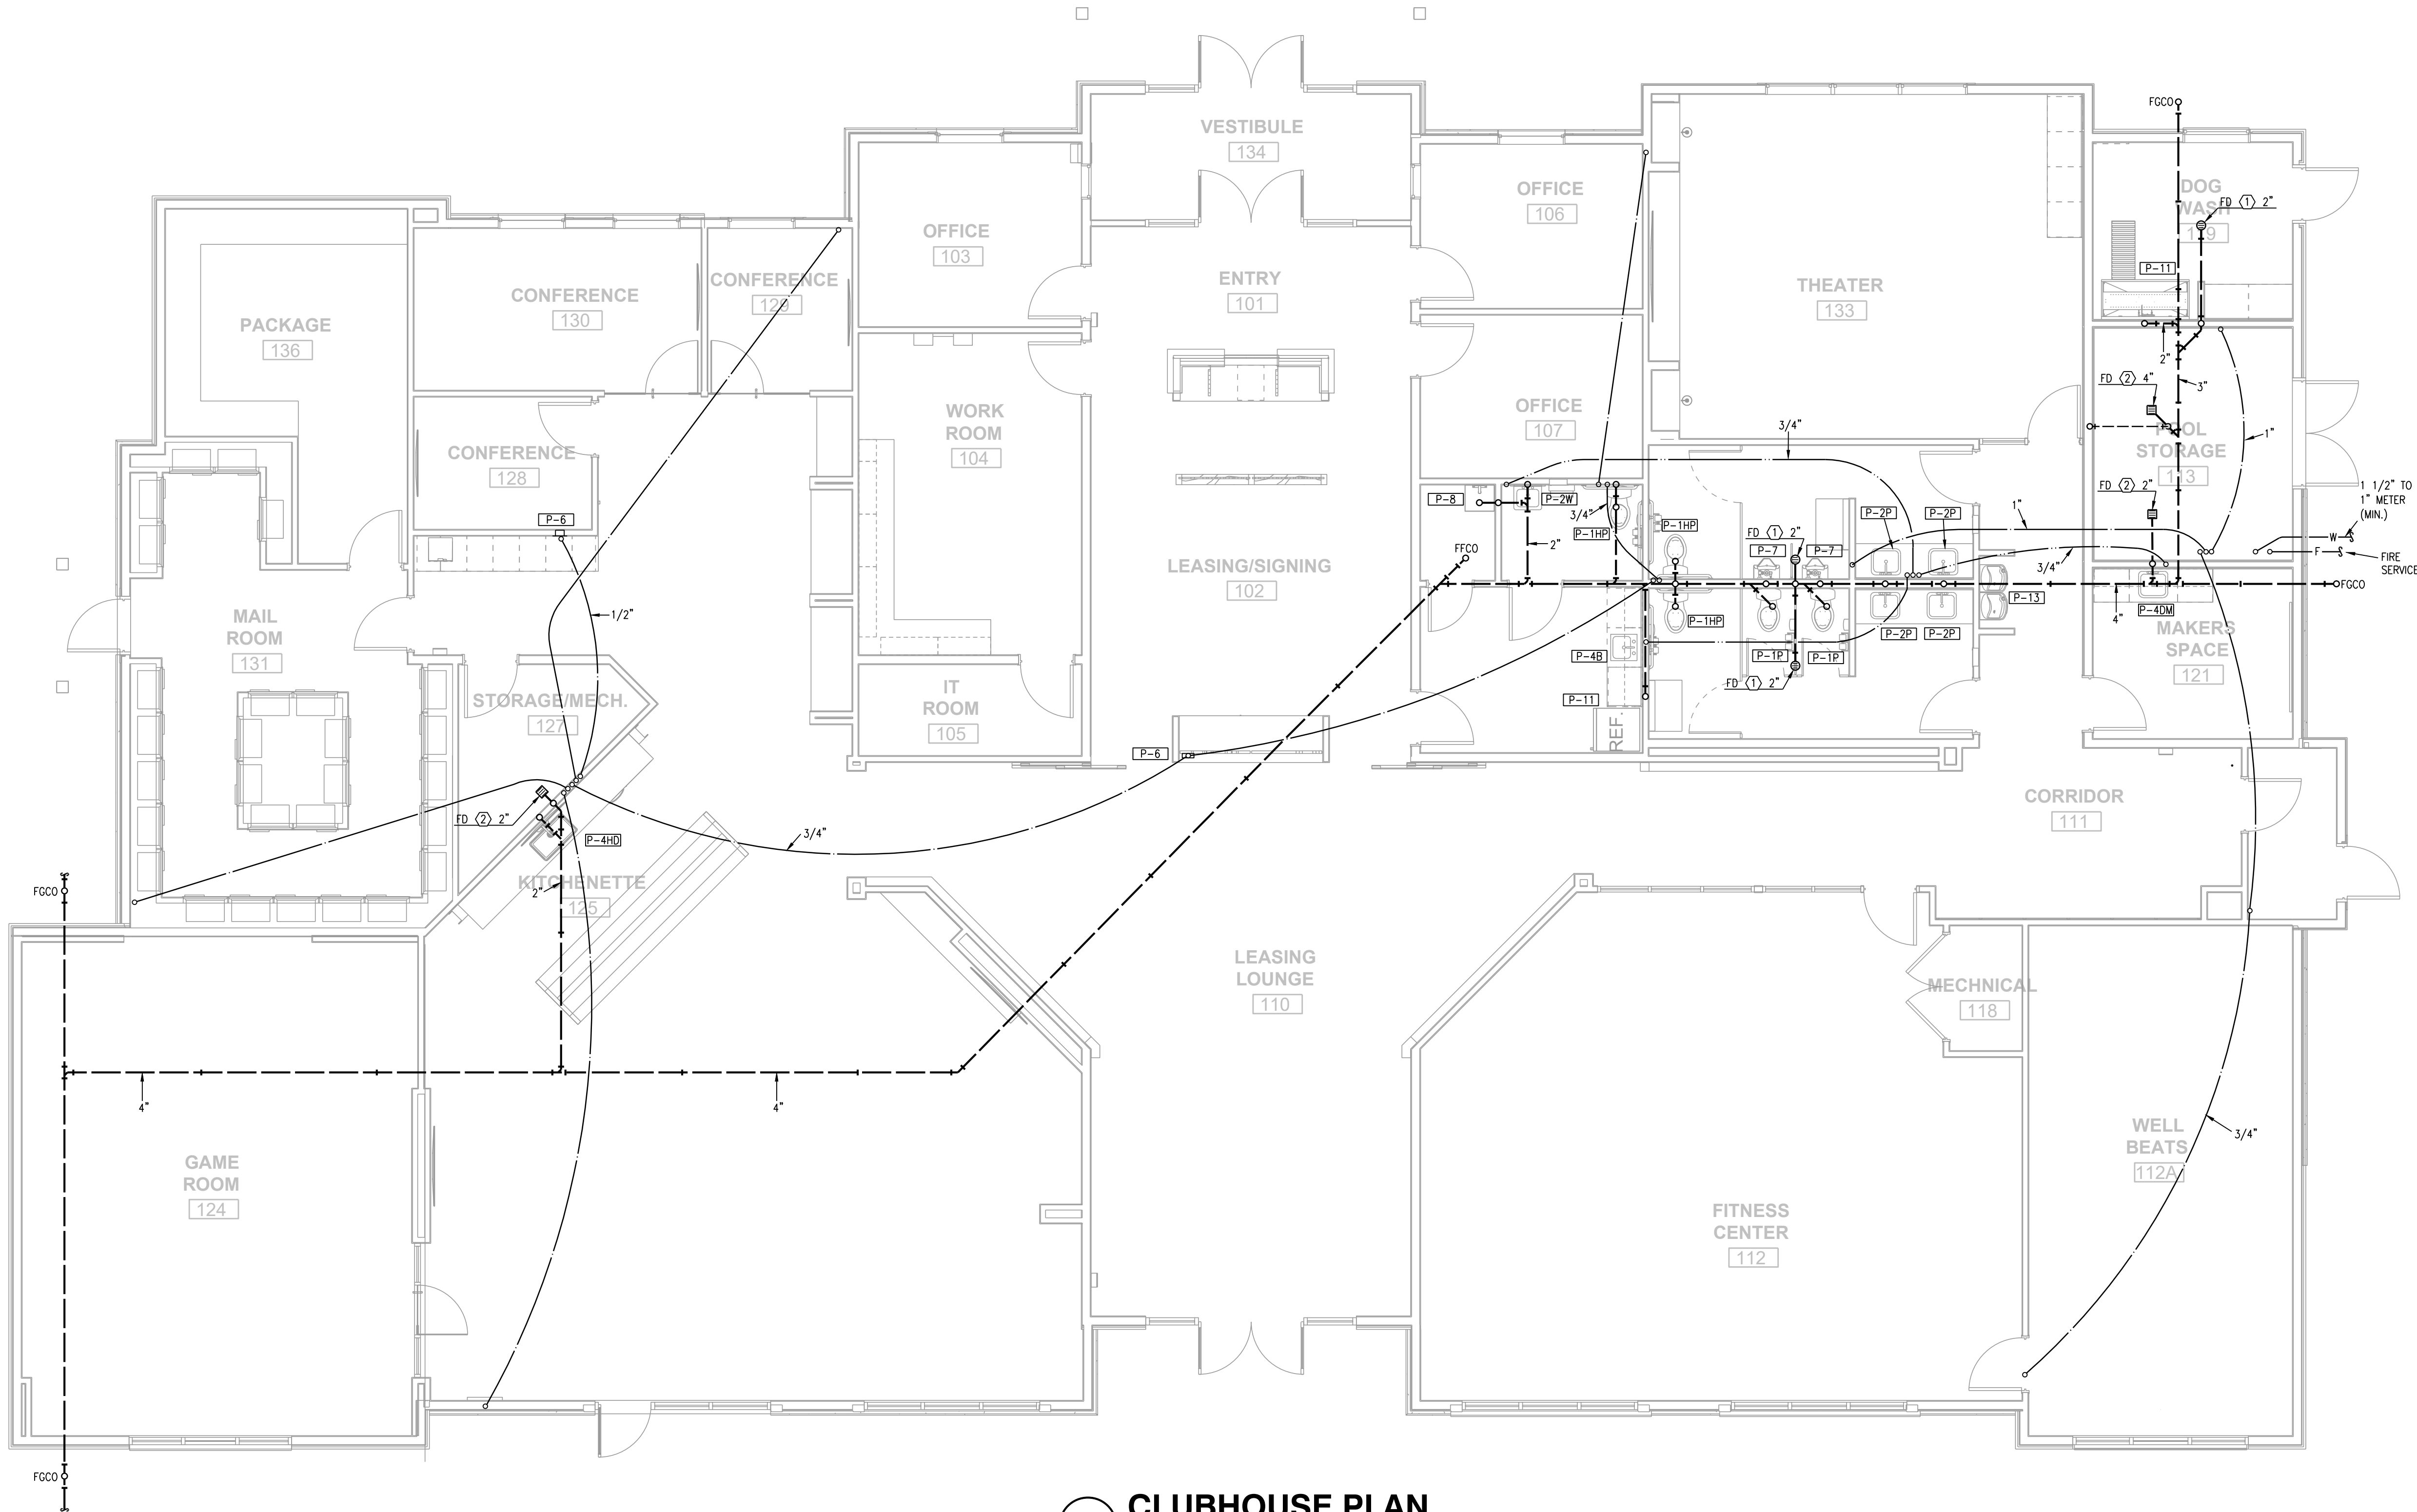 FGCO
VESTIBULE
134
DOG
WASH
119
FD 1 2"
OFFICE
106
OFFICE
103
CONFERENCE
129
CONFERENCE
130
ENTRY
101
THEATER
133
P-11
PACKAGE
136
2"
3"
FD 2 4"
WORK
ROOM
104
OFFICE
107
3/4"
POOL
STORAGE
113
1"
CONFERENCE
128
FD 2 2"
1 1/2" TO
1" METER
(MIN.)
W
F
FIRE
SERVICE
P-6
P-8
P-2W
3/4"
P-1HP
P-1HP
FD 1 2"
P-7
P-7
P-2P
P-2P
1"
2"
FFCO
3/4"
FGCO
LEASING/SIGNING
102
P-13
P-4DM
4"
MAIL
ROOM
131
1/2"
P-1HP
P-2P
P-2P
MAKERS
SPACE
121
P-4B
P-1P
P-1P
FD 1 2"
P-11
REF.
STORAGE/MECH.
127
IT
ROOM
105
P-6
CORRIDOR
111
FD 2 2"
P-4HD
3/4"
FGCO
KITCHENETTE
125
2"
LEASING
LOUNGE
110
MECHNICAL
118
4"
4"
WELL
BEATS
112A
3/4"
GAME
ROOM
124
FITNESS
CENTER
112
FGCO
CLUBHOUSE PLAN